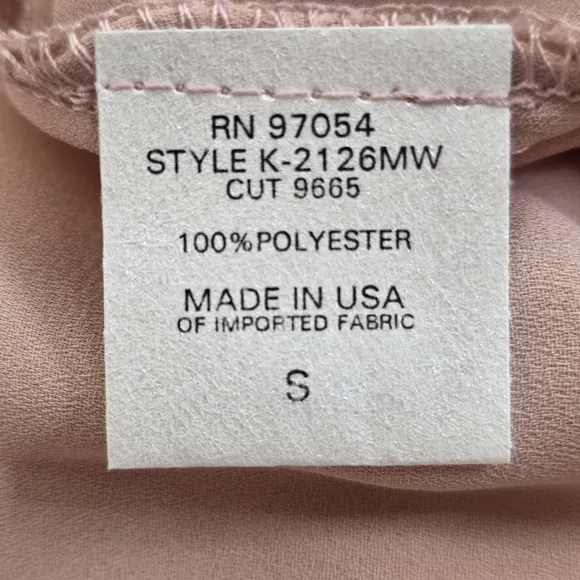 RN 97054
STYLE K-2126MW
CUT 9665
100%POLYESTER
MADE IN USA
OF IMPORTED FABRIC
S